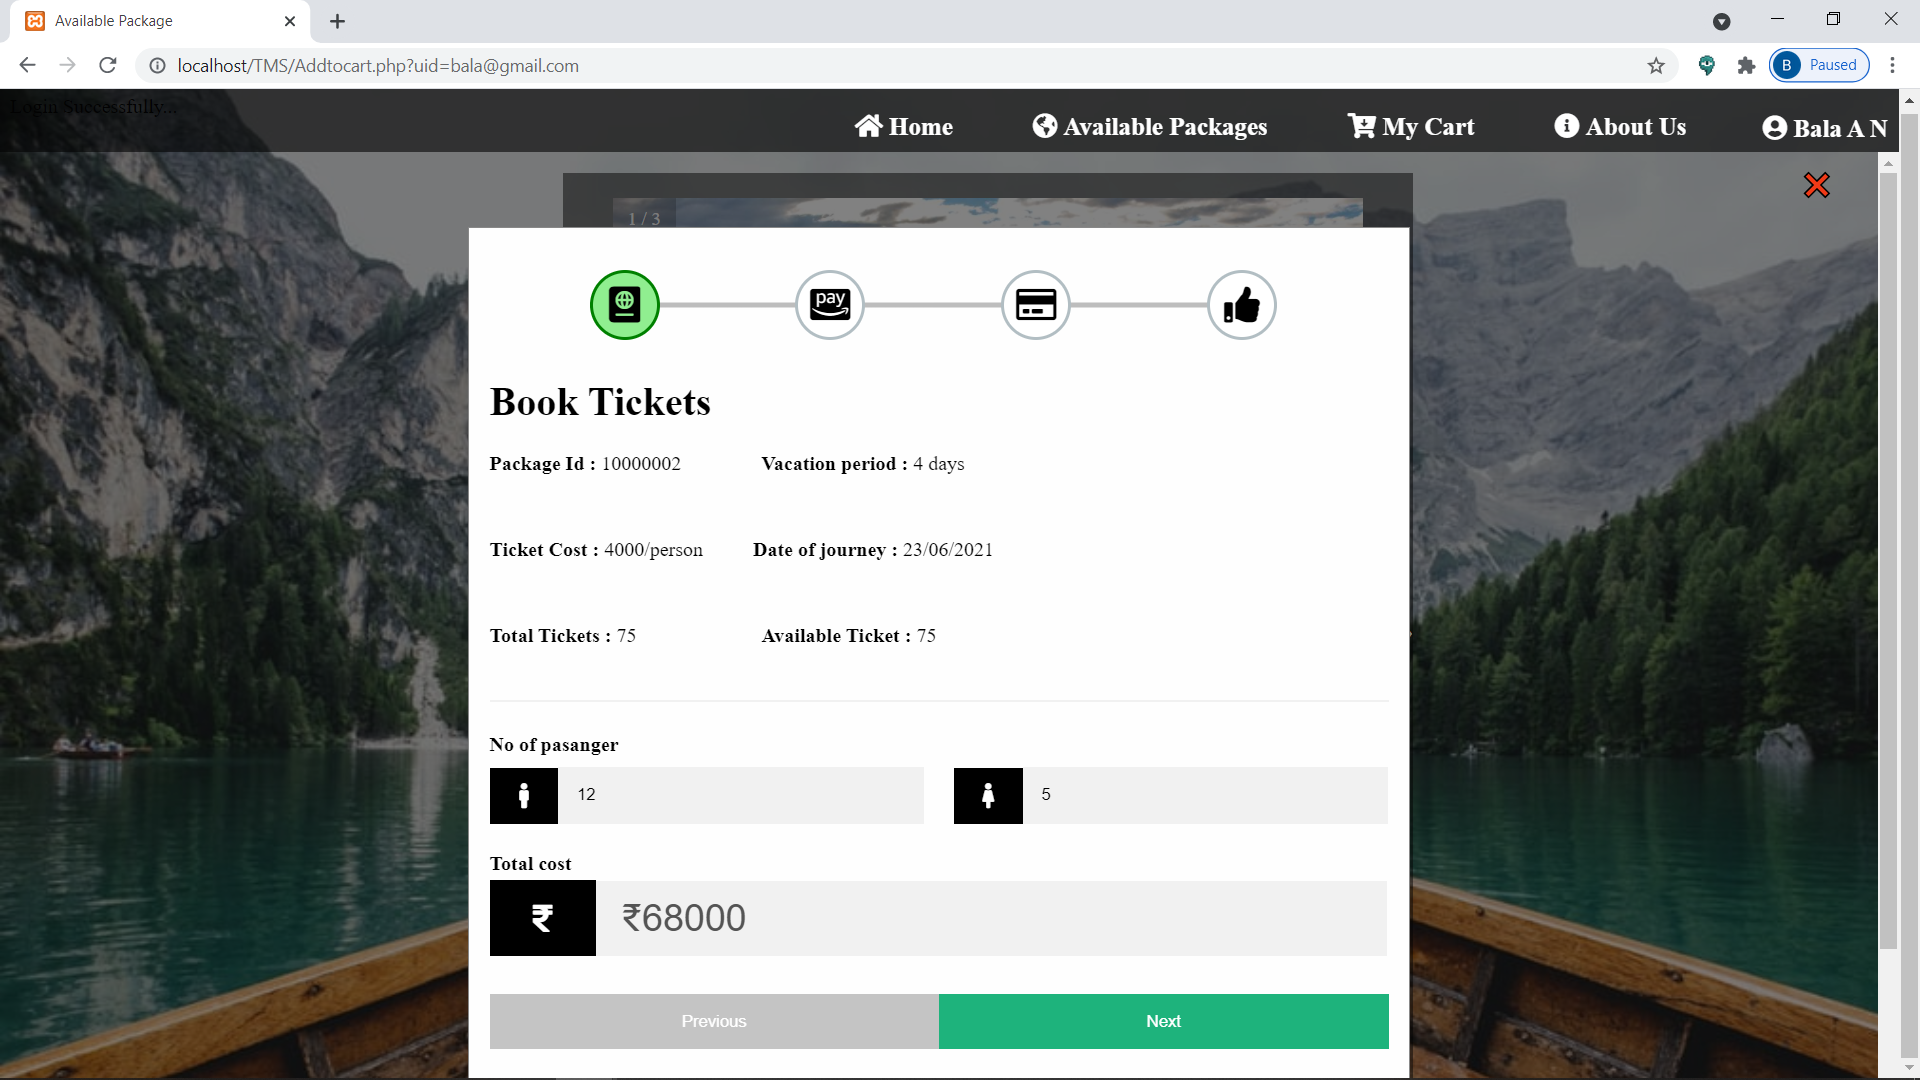 Available Package
localhost/TMS/Addtocart.php?uid=bala@gmail.com
B Paused
Login Successfully...
Home Available Packages My Cart About Us Bala A N
1 / 3
pay
Book Tickets
Package Id : 10000002 Vacation period : 4 days
Ticket Cost : 4000/person Date of journey : 23/06/2021
Total Tickets : 75 Available Ticket : 75
No of pasanger
12 5
Total cost
₹ ₹68000
Previous Next